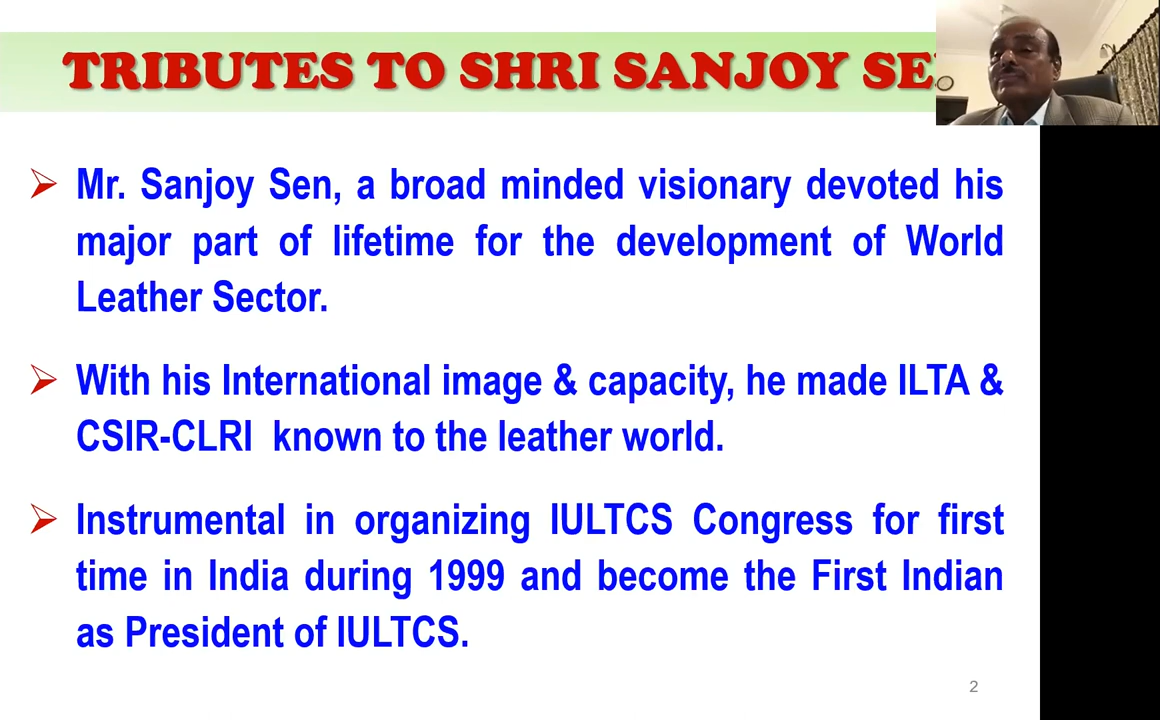 TRIBUTES TO SHRI SANJOY
➢ Mr. Sanjoy Sen, a broad minded visionary devoted his
major part of lifetime for the development of World
Leather Sector.
➢ With his International image & capacity, he made ILTA &
CSIR-CLRI known to the leather world.
➢ Instrumental in organizing IULTCS Congress for first
time in India during 1999 and become the First Indian
as President of IULTCS.
2